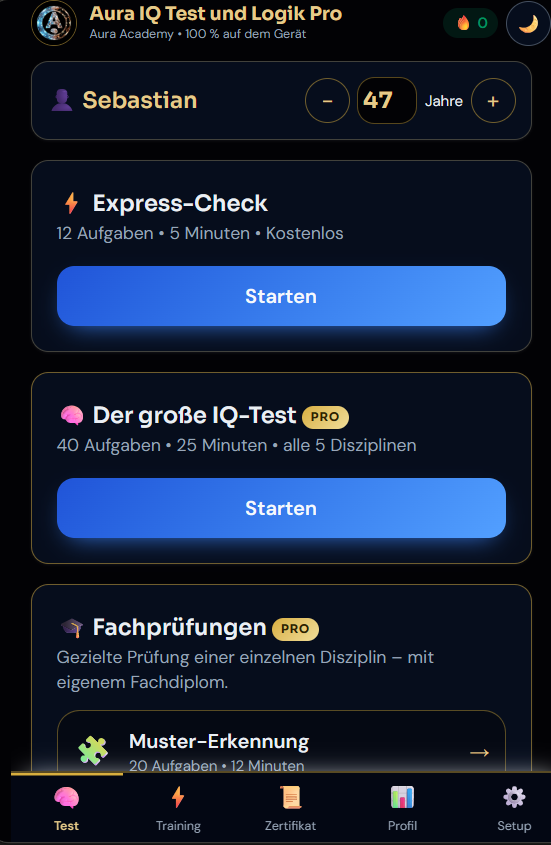 Aura IQ Test und Logik Pro
Aura Academy • 100 % auf dem Gerät
0
Sebastian
–
47
Jahre
+
Express-Check
12 Aufgaben • 5 Minuten • Kostenlos
Starten
Der große IQ-Test PRO
40 Aufgaben • 25 Minuten • alle 5 Disziplinen
Starten
Fachprüfungen PRO
Gezielte Prüfung einer einzelnen Disziplin – mit
eigenem Fachdiplom.
Muster-Erkennung
→
20 Aufgaben • 12 Minuten
Test
Training
Zertifikat
Profil
Setup